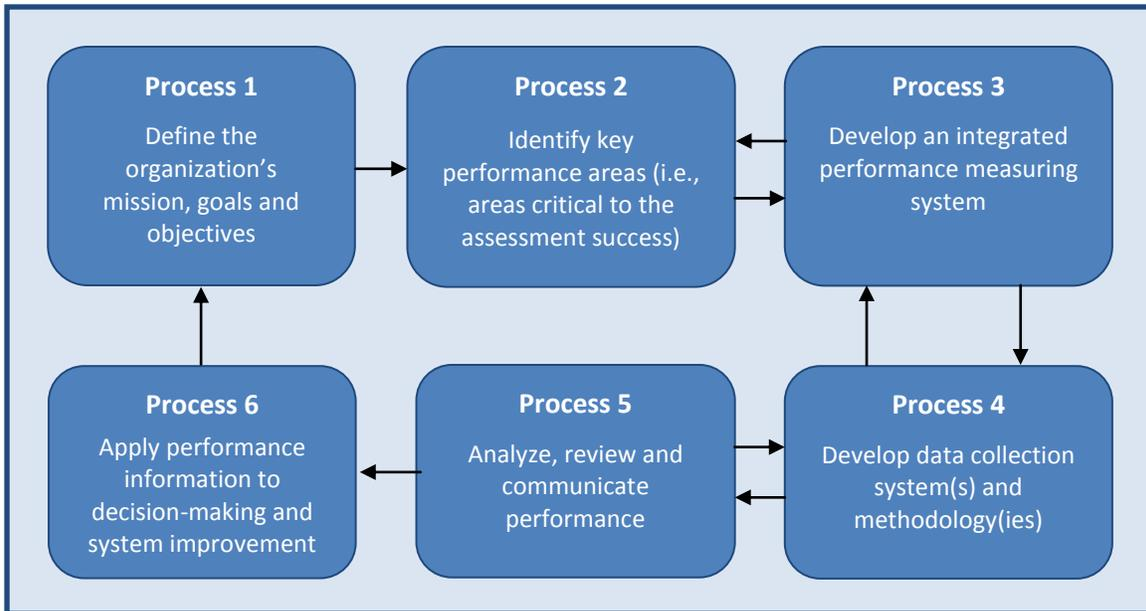 Process 1
Define the
organization’s
mission, goals and
objectives
Process 2
Identify key
performance areas (i.e.,
areas critical to the
assessment success)
Process 3
Develop an integrated
performance measuring
system
Process 6
Apply performance
information to
decision-making and
system improvement
Process 5
Analyze, review and
communicate
performance
Process 4
Develop data collection
system(s) and
methodology(ies)